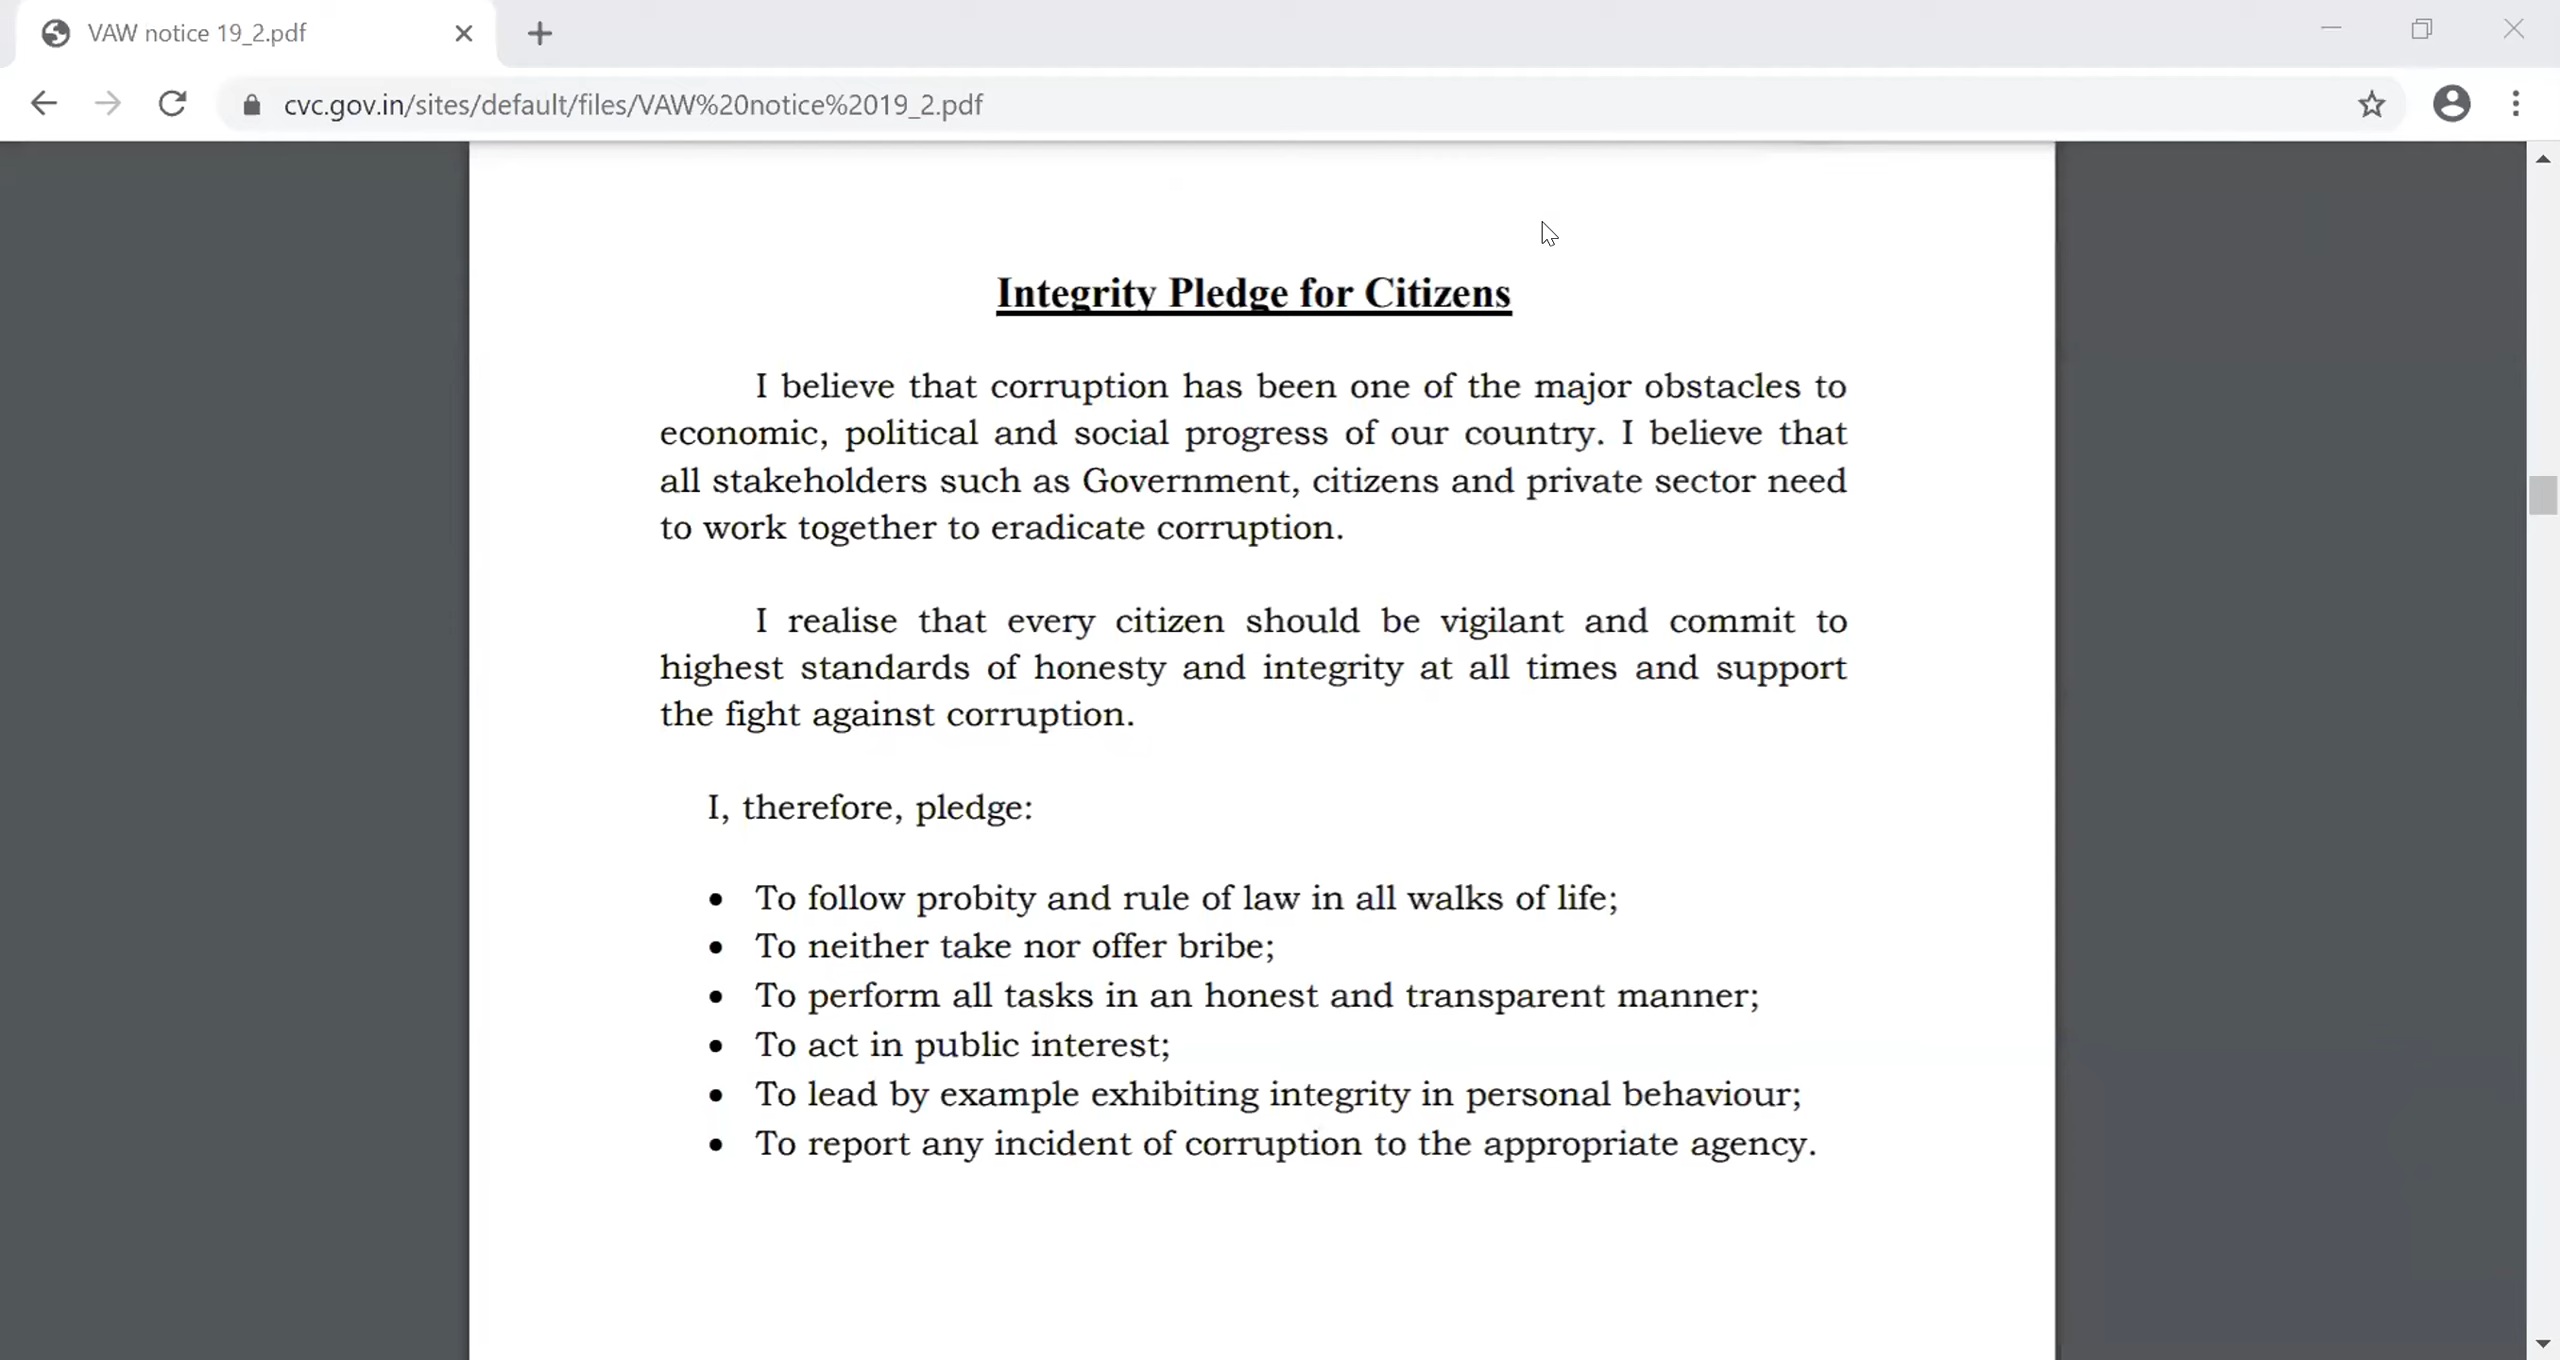 VAW notice 19_2.pdf
cvc.gov.in/sites/default/files/VAW%20notice%2019_2.pdf
Integrity Pledge for Citizens
I believe that corruption has been one of the major obstacles to
economic, political and social progress of our country. I believe that
all stakeholders such as Government, citizens and private sector need
to work together to eradicate corruption.
I realise that every citizen should be vigilant and commit to
highest standards of honesty and integrity at all times and support
the fight against corruption.
I, therefore, pledge:
• To follow probity and rule of law in all walks of life;
• To neither take nor offer bribe;
• To perform all tasks in an honest and transparent manner;
• To act in public interest;
• To lead by example exhibiting integrity in personal behaviour;
• To report any incident of corruption to the appropriate agency.